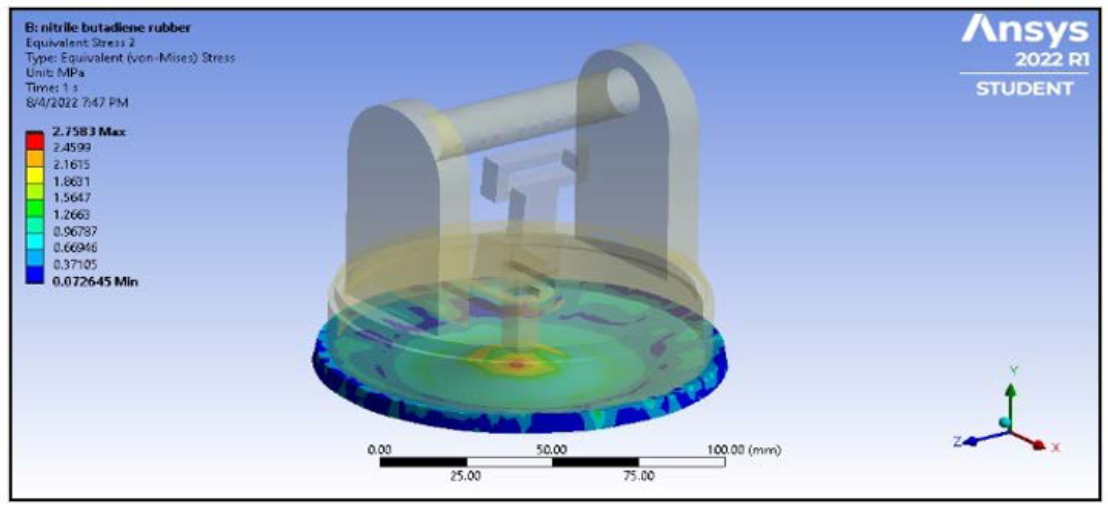 B: nitrile butadiene rubber
Equivalent Stress 2
Type: Equivalent (von-Mises) Stress
Unit: MPa
Time: 1 s
8/4/2022 7:47 PM
2.7583 Max
2.4599
2.1615
1.8631
1.5647
1.2663
0.96787
0.66946
0.37105
0.072645 Min
Ansys
2022 R1
STUDENT
0.00 50.00 100.00 (mm)
25.00 75.00
Y
Z X